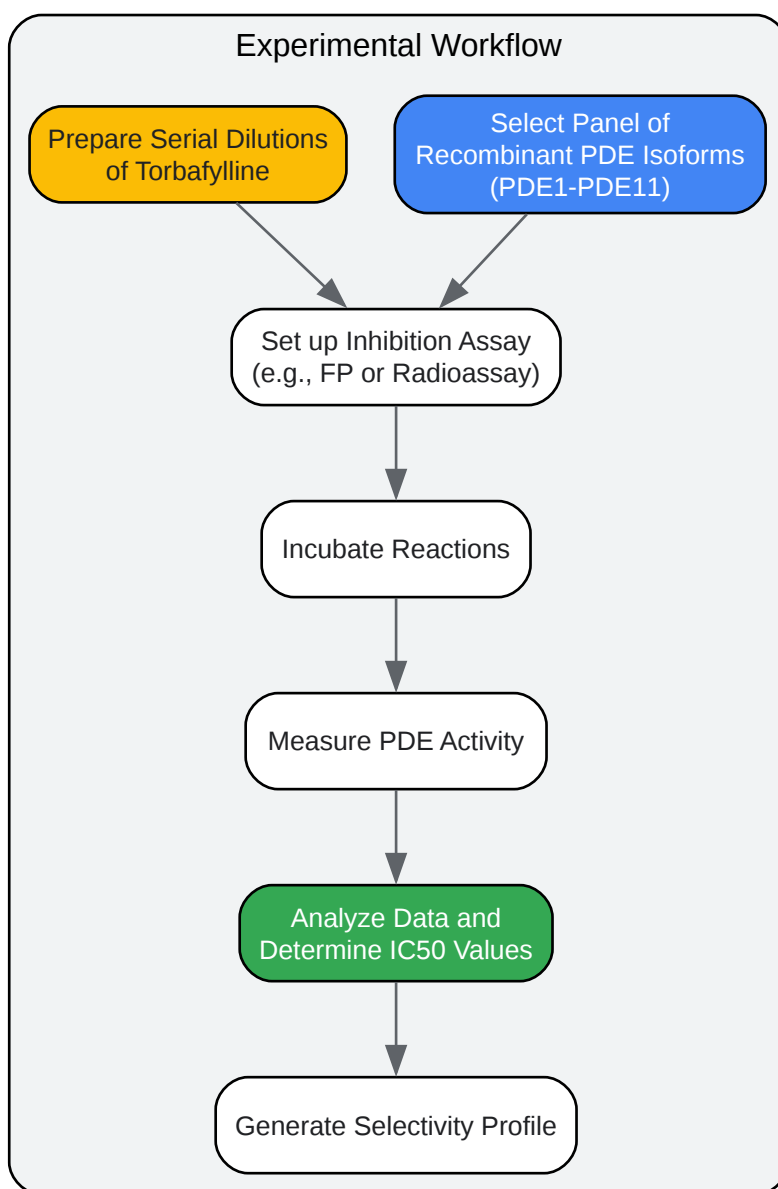 Experimental Workflow
Prepare Serial Dilutions
of Torbafylline
Select Panel of
Recombinant PDE Isoforms
(PDE1-PDE11)
Set up Inhibition Assay
(e.g., FP or Radioassay)
Incubate Reactions
Measure PDE Activity
Analyze Data and
Determine IC50 Values
Generate Selectivity Profile